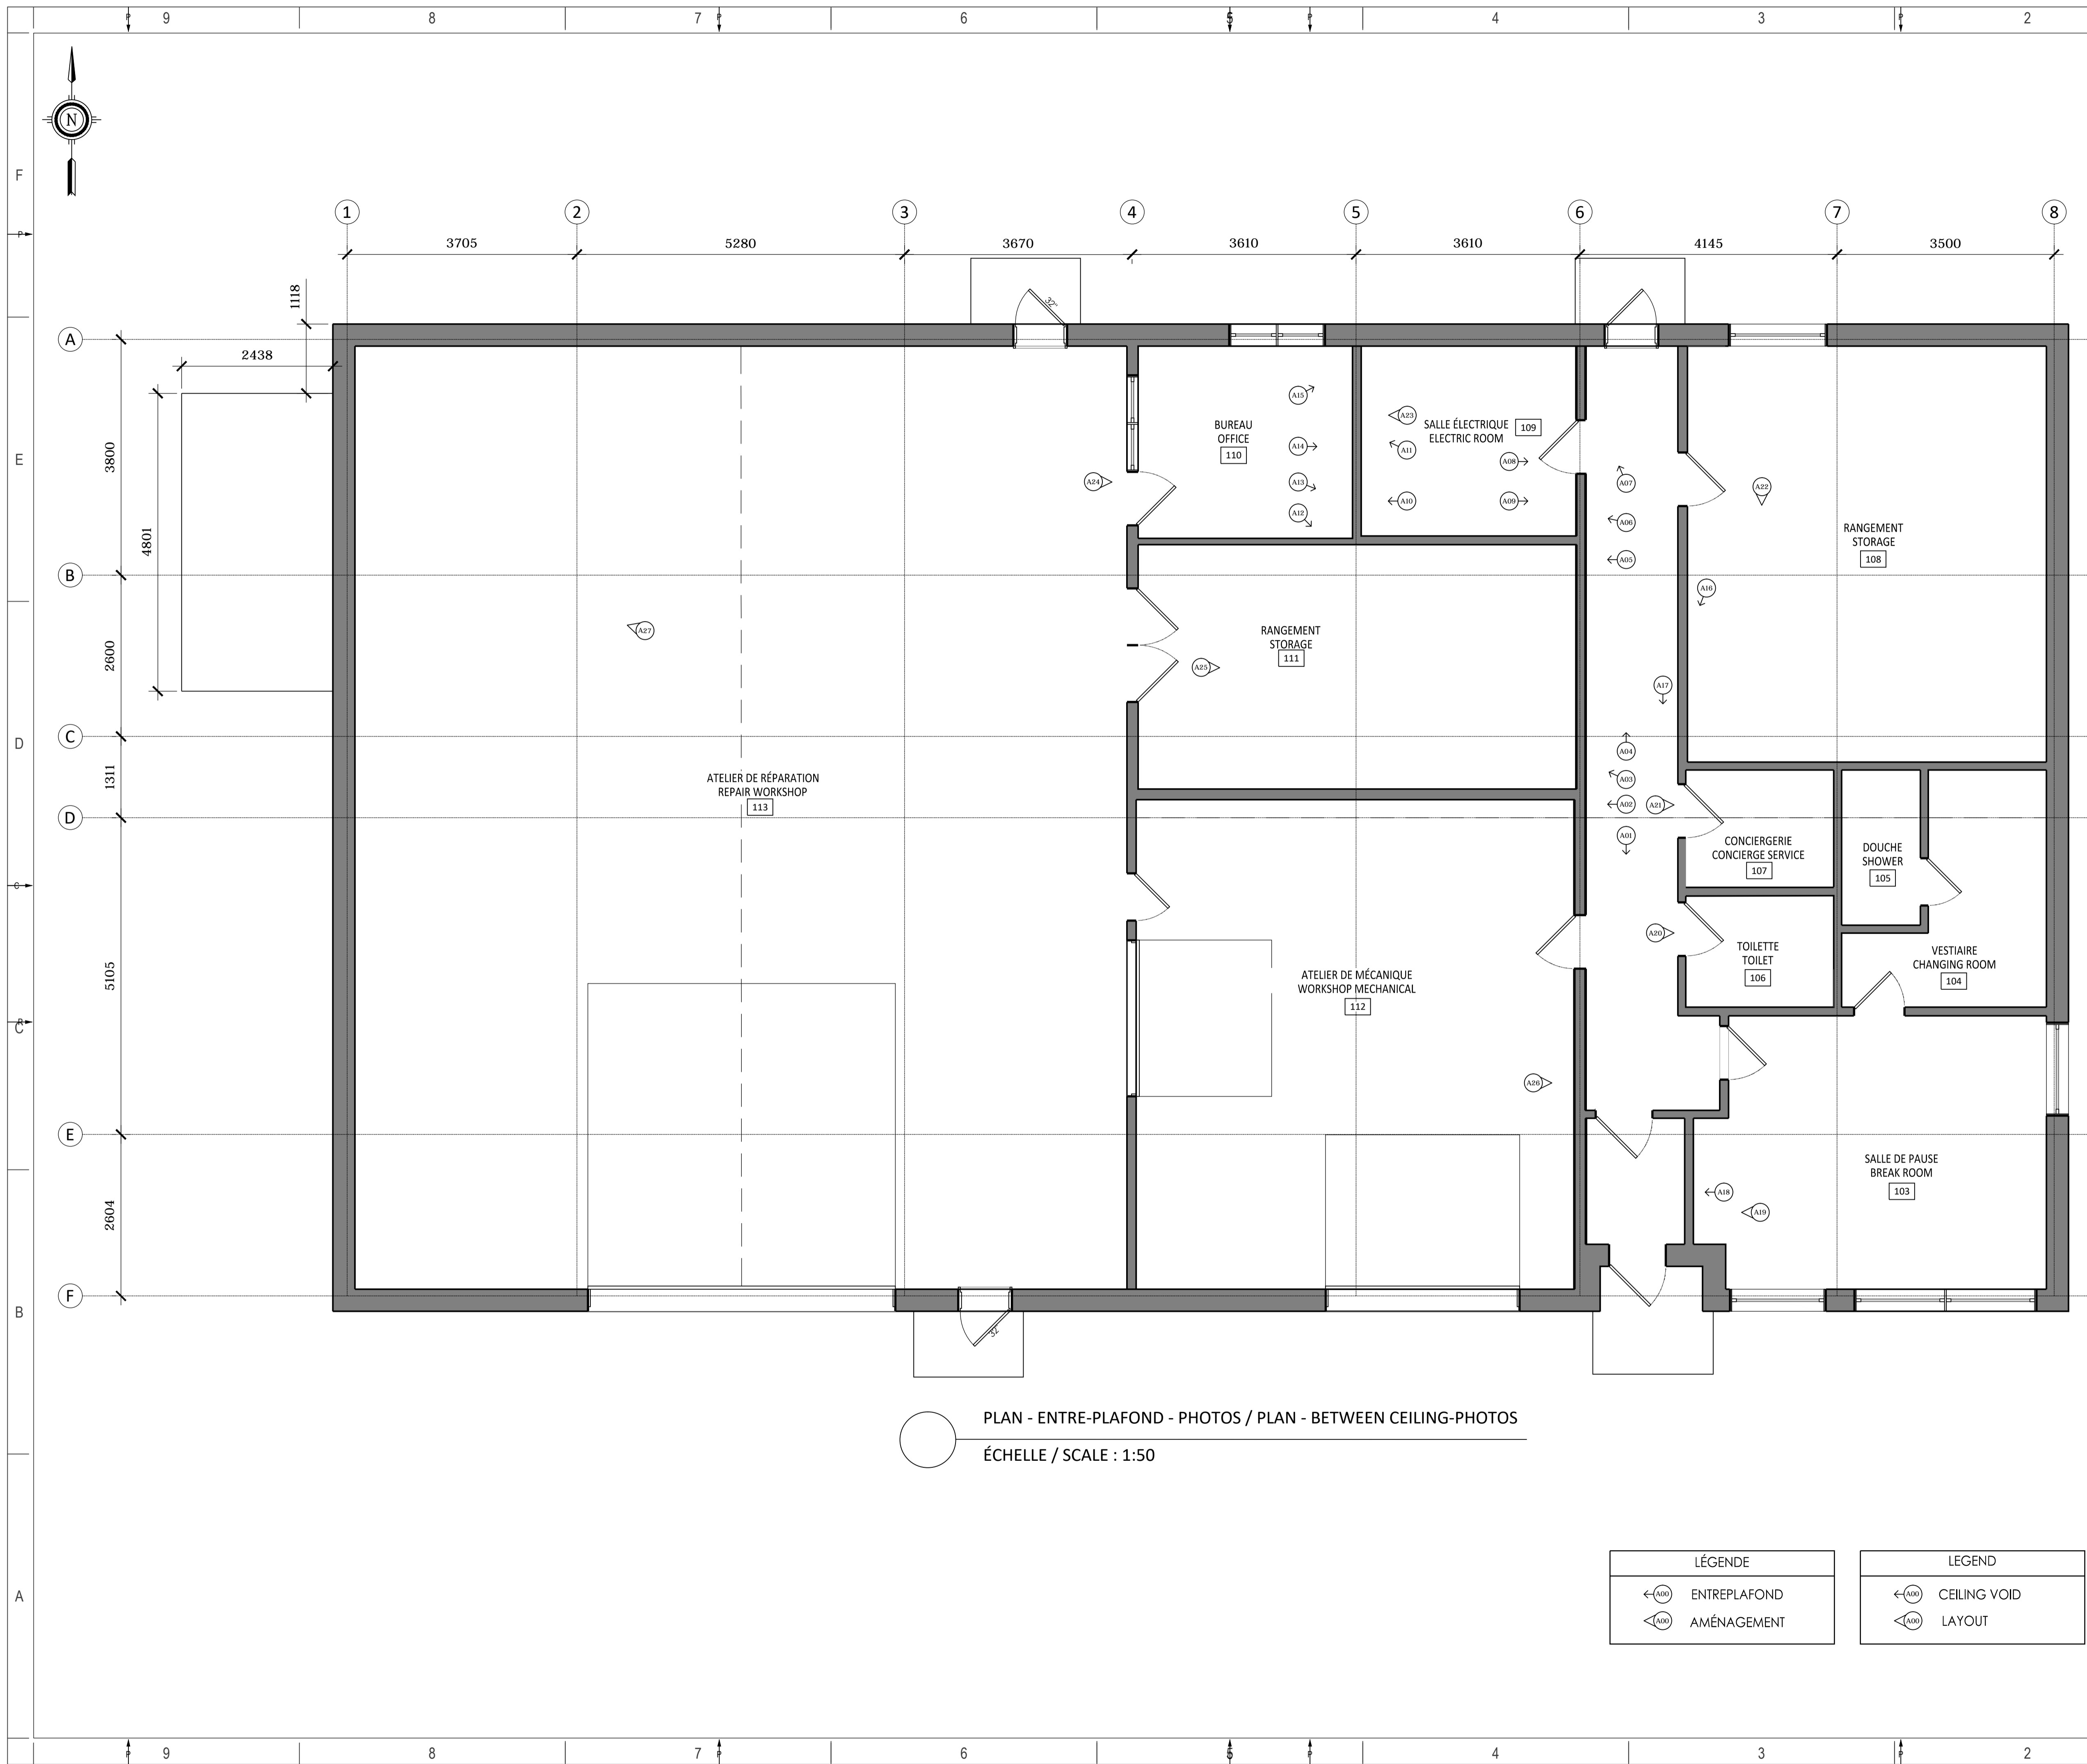 9 8 7 P 6 5 4 3 P 2
N
F
P
1 2 3 4 5 6 7 8
3705 5280 3670 3610 3610 4145 3500
1118
32"
A
2438
3800
E
4801
BUREAU
OFFICE
110
A15
A14
A13
A12
A24
A23
SALLE ÉLECTRIQUE
ELECTRIC ROOM
109
A11
A08
A10
A09
A07
A06
A05
A22
RANGEMENT
STORAGE
108
A16
B
2600
A27
RANGEMENT
STORAGE
111
A25
A17
C
D
1311
ATELIER DE RÉPARATION
REPAIR WORKSHOP
113
A04
A03
A02
A21
A01
D
CONCIERGERIE
CONCIERGE SERVICE
107
DOUCHE
SHOWER
105
5105
A20
TOILETTE
TOILET
106
VESTIAIRE
CHANGING ROOM
104
ATELIER DE MÉCANIQUE
WORKSHOP MECHANICAL
112
C
A26
E
2604
SALLE DE PAUSE
BREAK ROOM
103
A18
A19
F
B
32"
PLAN - ENTRE-PLAFOND - PHOTOS / PLAN - BETWEEN CEILING-PHOTOS
ÉCHELLE / SCALE : 1:50
LÉGENDE
A00 ENTREPLAFOND
A00 AMÉNAGEMENT
LEGEND
A00 CEILING VOID
A00 LAYOUT
A
9 8 7 P 6 5 4 3 P 2